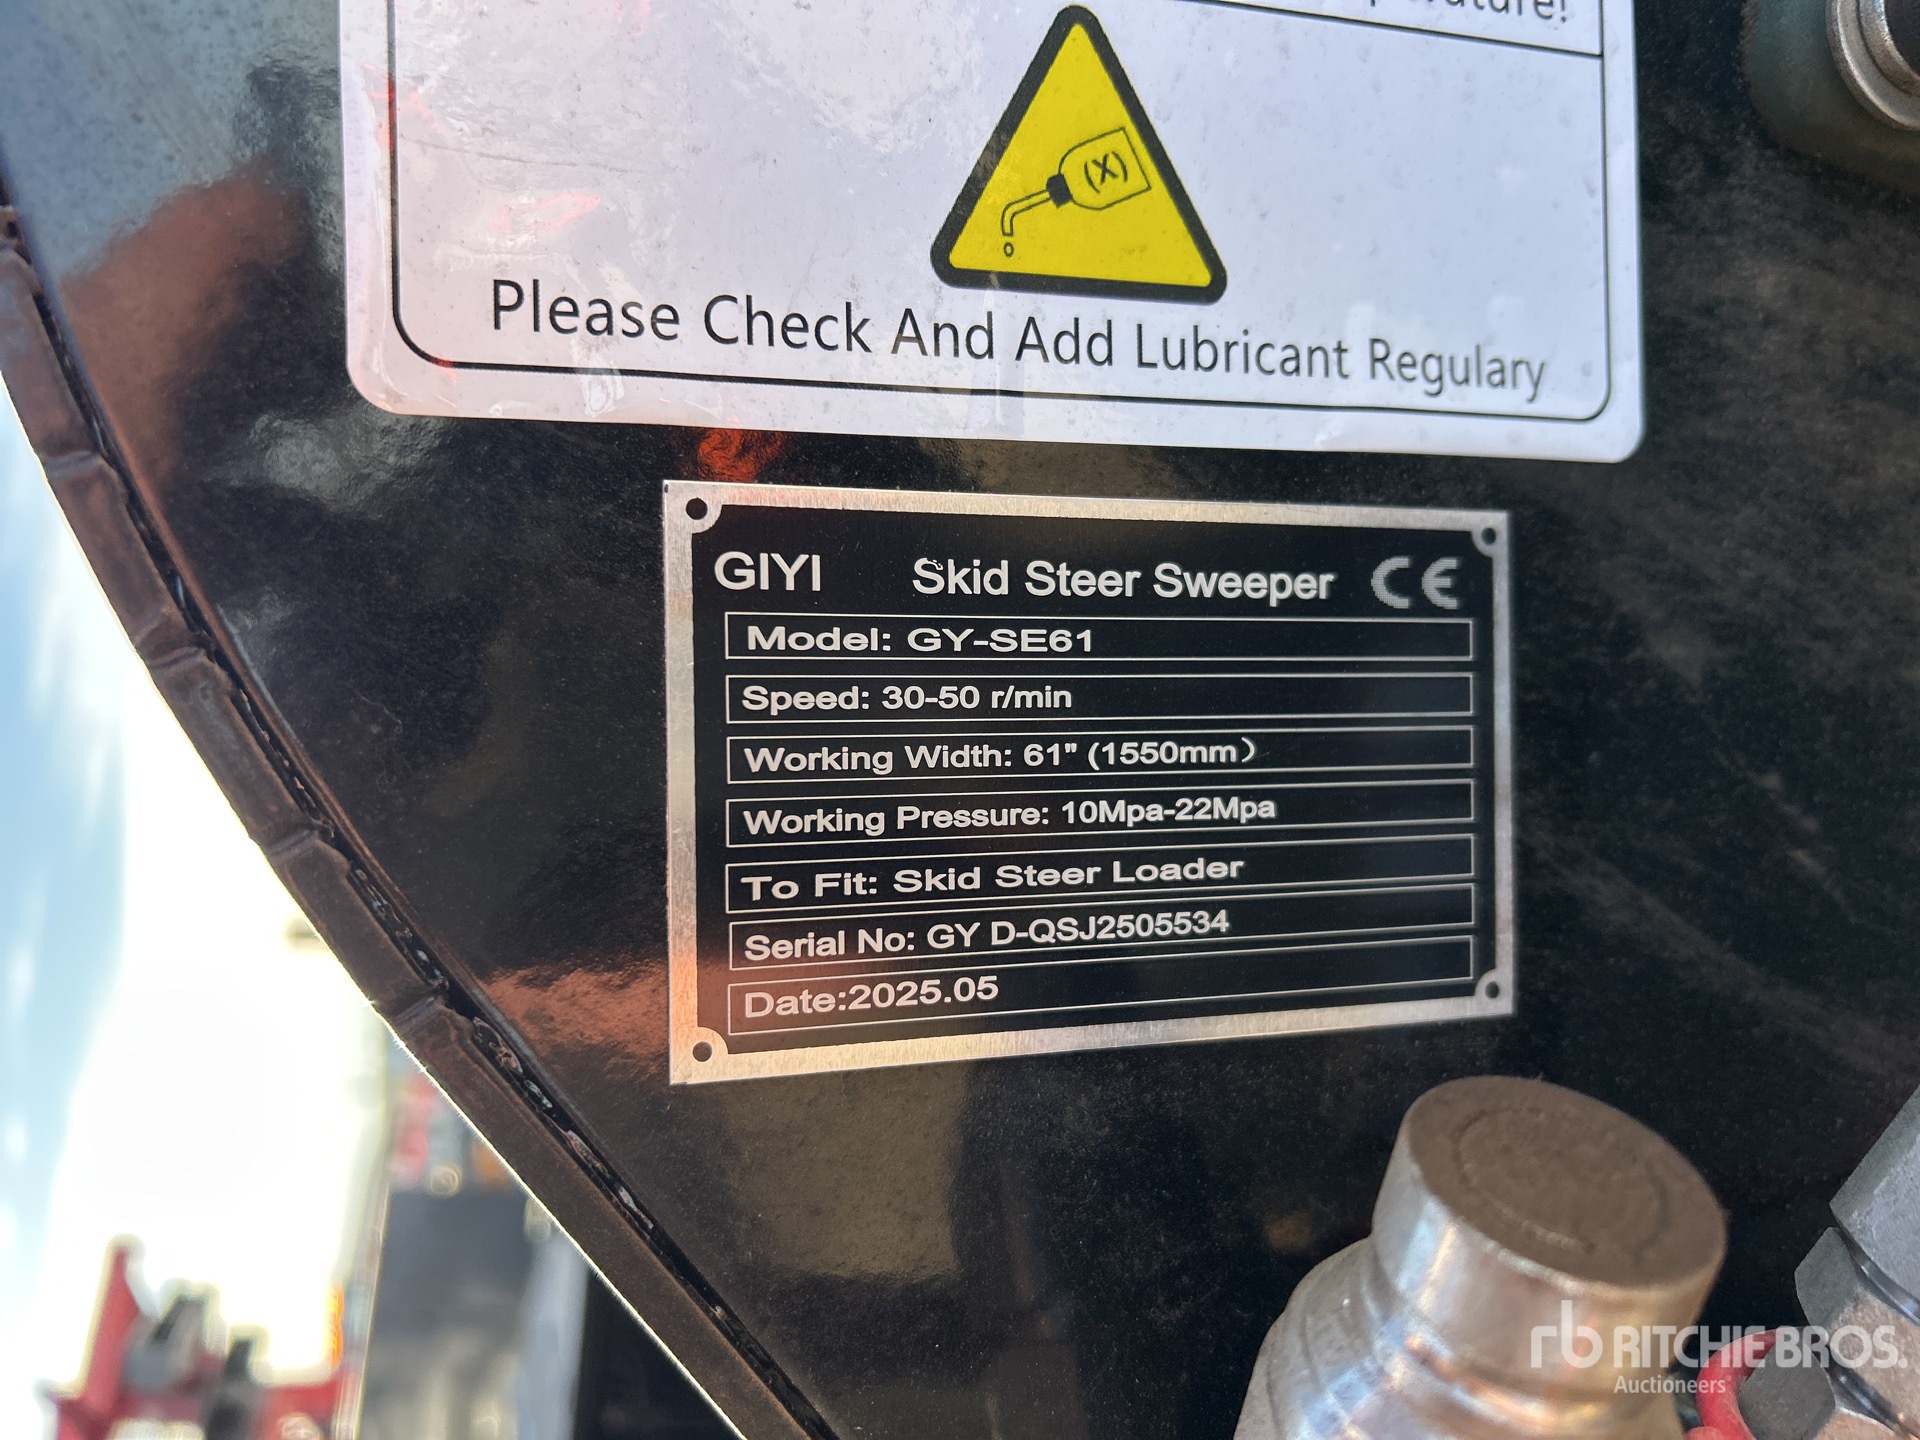 (X)
Please Check And Add Lubricant Regulary
GIYI Skid Steer Sweeper CE
Model: GY-SE61
Speed: 30-50 r/min
Working Width: 61" (1550mm)
Working Pressure: 10Mpa-22Mpa
To Fit: Skid Steer Loader
Serial No: GY D-QSJ2505534
Date:2025.05
rb RITCHIE BROS.
Auctioneers